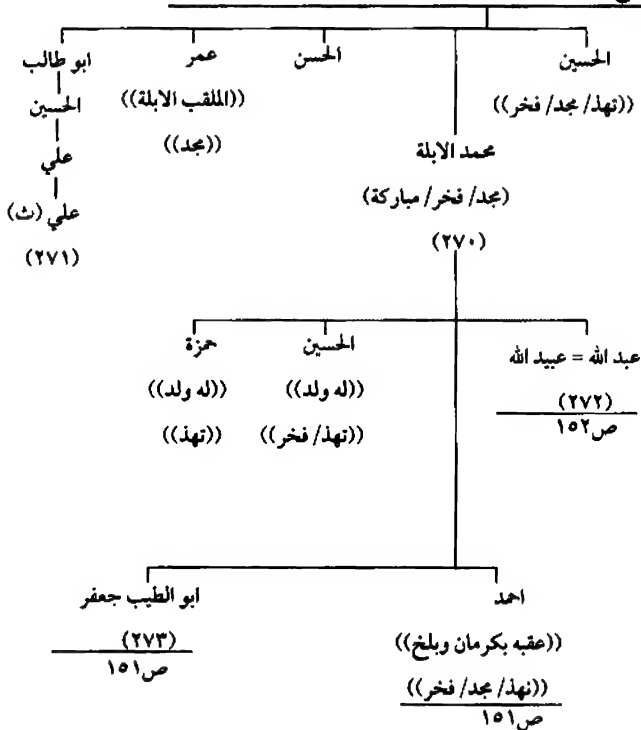 الحسين
((تهذ/ مجد/ فخر))
محمد الابلة
(مجد/ فخر/ مباركة)
(٢٧٠)
الحسن
عمر
((الملقب الابلة))
((مجد))
ابو طالب
الحسين
علي
علي (ث)
(٢٧١)
عبد الله = عبيد الله
(٢٧٢)
ص١٥٢
الحسين
((له ولد))
((تهذ/ فخر))
حمزة
((له ولد))
((تهذ))
احمد
((عقبه بكرمان وبلخ))
((تهذ/ مجد/ فخر))
ص١٥١
ابو الطيب جعفر
(٢٧٣)
ص١٥١